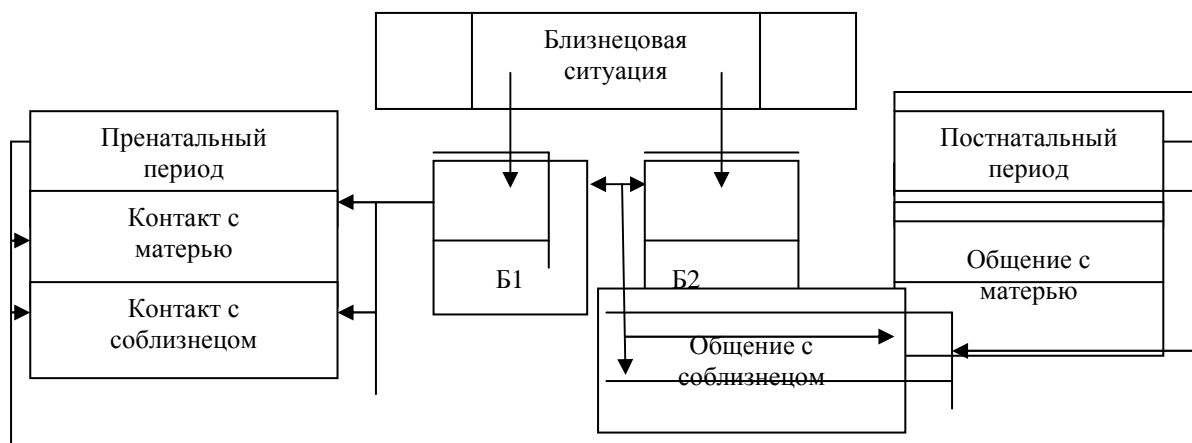 Близнецовая
ситуация
Пренатальный
период
Контакт с
матерью
Контакт с
соблизнецом
Б1
Б2
Общение с
соблизнецом
Постнатальный
период
Общение с
матерью